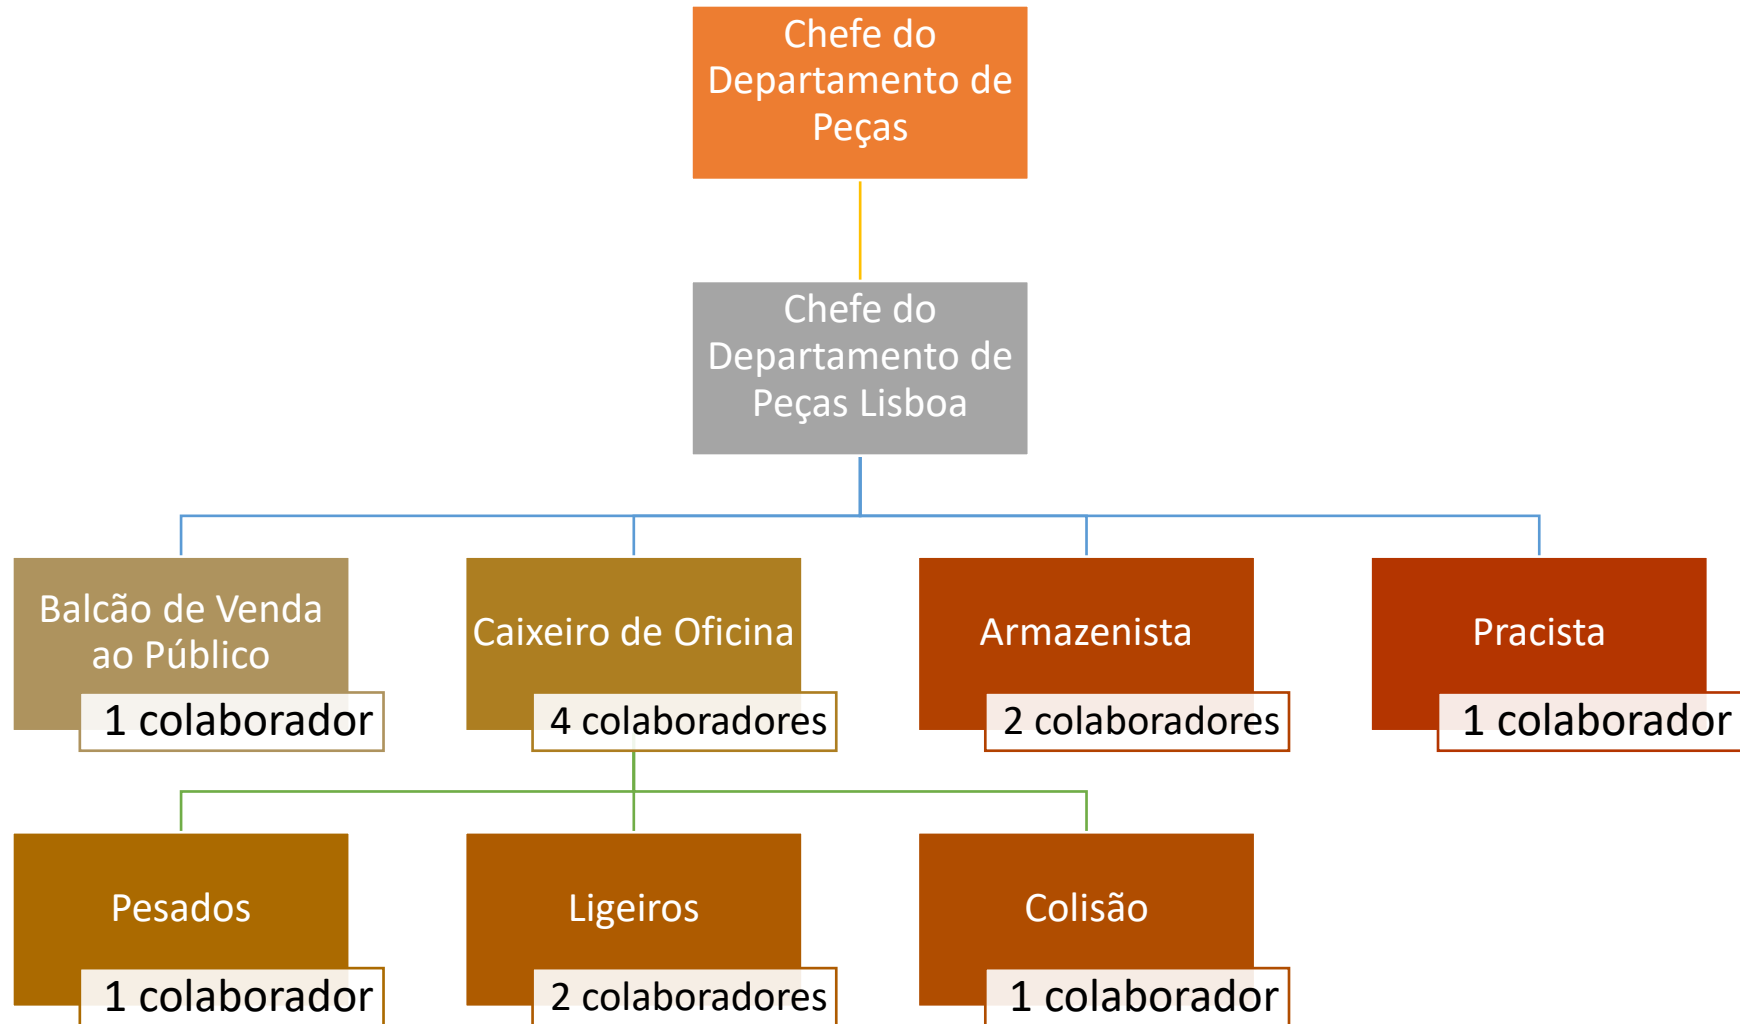 Chefe do
Departamento de
Peças
Chefe do
Departamento de
Peças Lisboa
Balcão de Venda
ao Público
1 colaborador
Caixeiro de Oficina
4 colaboradores
Armazenista
2 colaboradores
Pracista
1 colaborador
Pesados
1 colaborador
Ligeiros
2 colaboradores
Colisão
1 colaborador